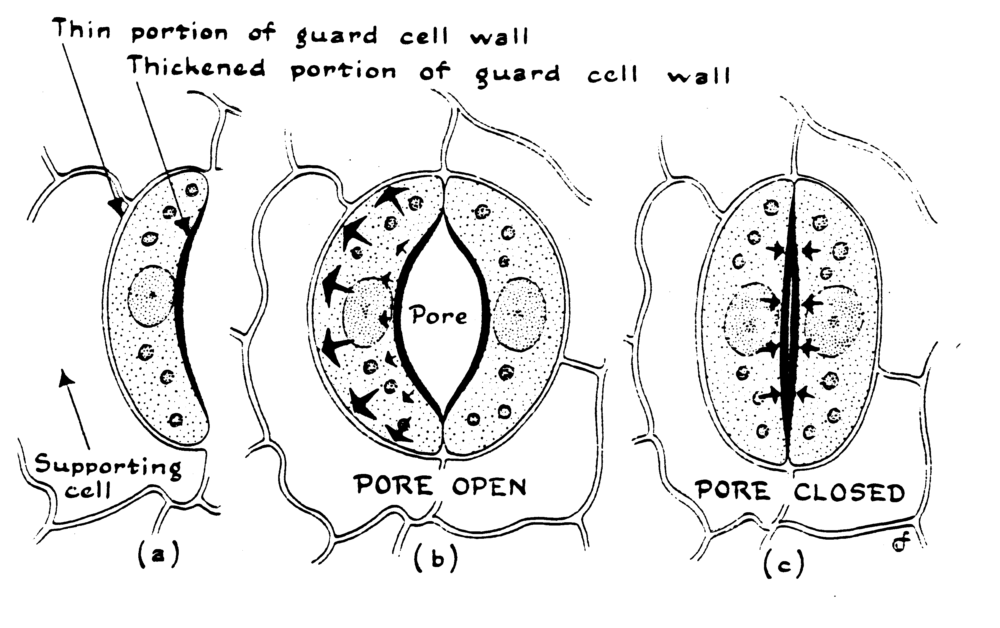 Thin portion of guard cell wall
Thickened portion of guard cell wall
Pore
Supporting
cell
PORE OPEN
PORE CLOSED
(a)
(b)
(c)